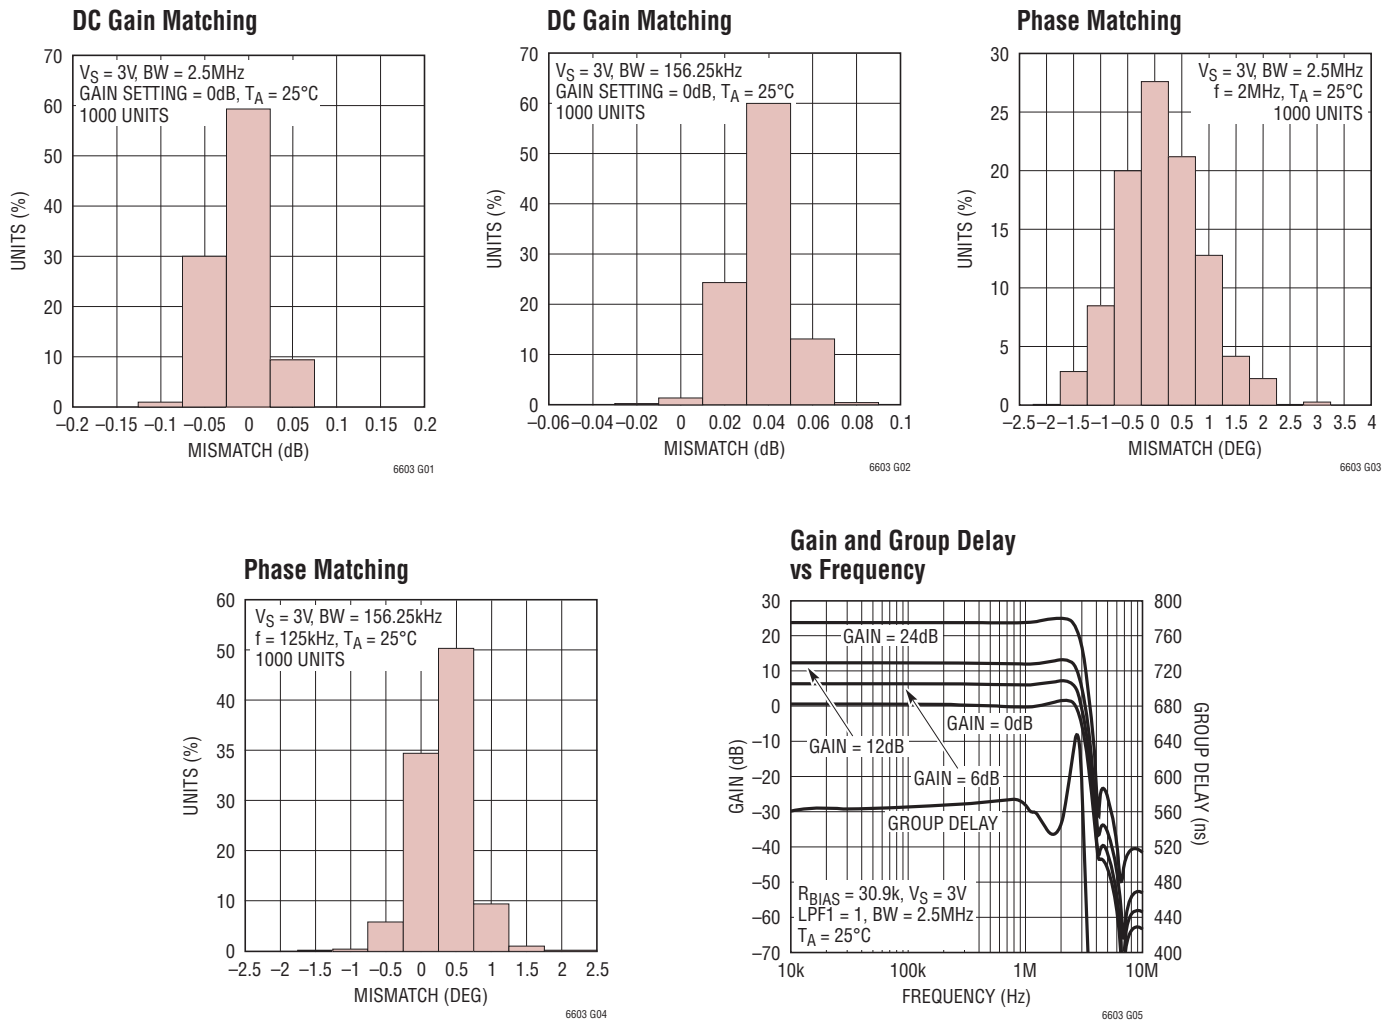 DC Gain Matching
70
60
50
40
30
20
10
0
UNITS (%)
VS = 3V, BW = 2.5MHz
GAIN SETTING = 0dB, TA = 25°C
1000 UNITS
–0.2 –0.15 –0.1 –0.05 0 0.05 0.1 0.15 0.2
MISMATCH (dB)
6603 G01
DC Gain Matching
70
60
50
40
30
20
10
0
UNITS (%)
VS = 3V, BW = 156.25kHz
GAIN SETTING = 0dB, TA = 25°C
1000 UNITS
–0.06 –0.04 –0.02 0 0.02 0.04 0.06 0.08 0.1
MISMATCH (dB)
6603 G02
Phase Matching
30
25
20
15
10
5
0
UNITS (%)
VS = 3V, BW = 2.5MHz
f = 2MHz, TA = 25°C
1000 UNITS
–2.5 –2 –1.5 –1 –0.5 0 0.5 1 1.5 2 2.5 3 3.5 4
MISMATCH (DEG)
6603 G03
Phase Matching
60
50
40
35
30
20
10
0
UNITS (%)
VS = 3V, BW = 156.25kHz
f = 125kHz, TA = 25°C
1000 UNITS
–2.5 –2 –1.5 –1 –0.5 0 0.5 1 1.5 2 2.5
MISMATCH (DEG)
6603 G04
Gain and Group Delay
vs Frequency
30
20
10
0
–10
–20
–30
–40
–50
–60
–70
GAIN (dB)
GAIN = 24dB
GAIN = 0dB
GAIN = 12dB
GAIN = 6dB
GROUP DELAY
RBIAS = 30.9k, VS = 3V
LPF1 = 1, BW = 2.5MHz
TA = 25°C
800
760
720
680
640
600
560
520
480
440
400
GROUP DELAY (ns)
10k 100k 1M 10M
FREQUENCY (Hz)
6603 G05